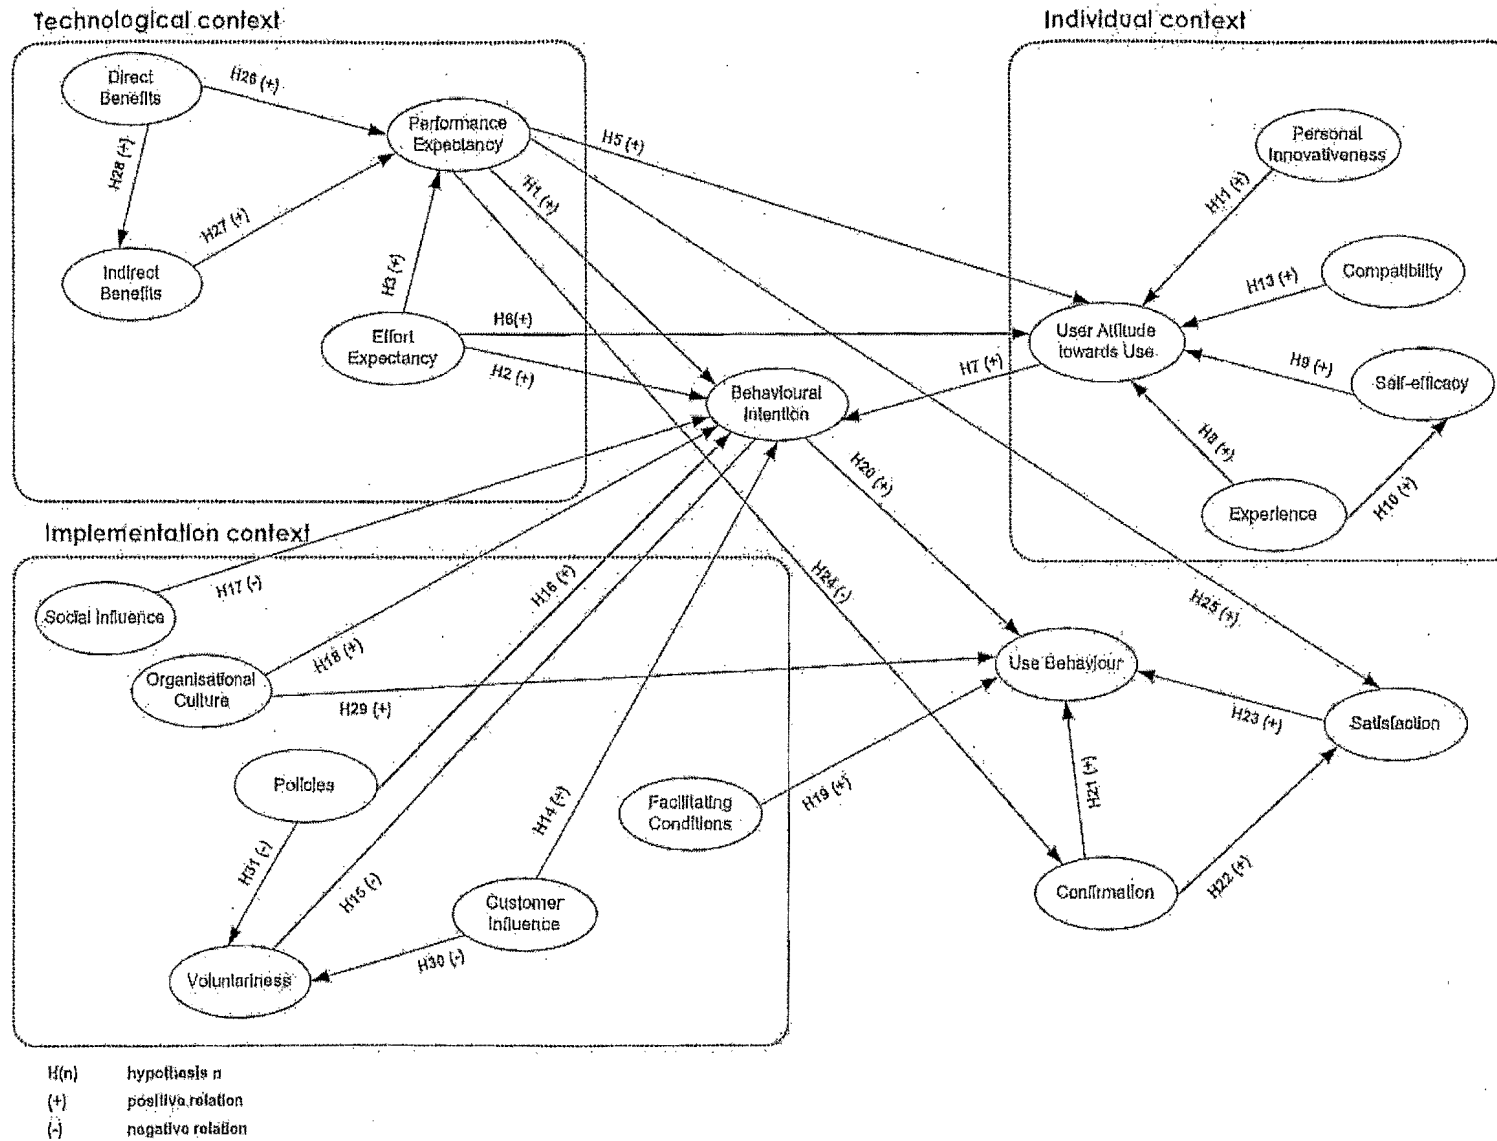 Technological context
Individual context
Direct
Benefits
H26 (+)
Performance
Expectancy
H28 (+)
H27 (+)
Indirect
Benefits
H3 (+)
Effort
Expectancy
H1 (+)
H5 (+)
H6(+)
H2 (+)
Personal
Innovativeness
H11 (+)
Compatibility
H13 (+)
User Attitude
towards Use
H7 (+)
H9 (+)
Self-efficacy
H8 (+)
H10 (+)
Experience
Behavioural
Intention
H20 (+)
Implementation context
H17 (-)
Social Influence
H16 (+)
H24 (-)
H25 (+)
Organisational
Culture
H18 (+)
H29 (+)
Use Behaviour
H23 (+)
Satisfaction
Policies
H14 (+)
Facilitating
Conditions
H19 (+)
H21 (+)
H31 (-)
H15 (-)
Customer
Influence
Confirmation
H22 (+)
Voluntariness
H30 (-)
H(n) hypothesis n
(+) positive relation
(-) negative relation